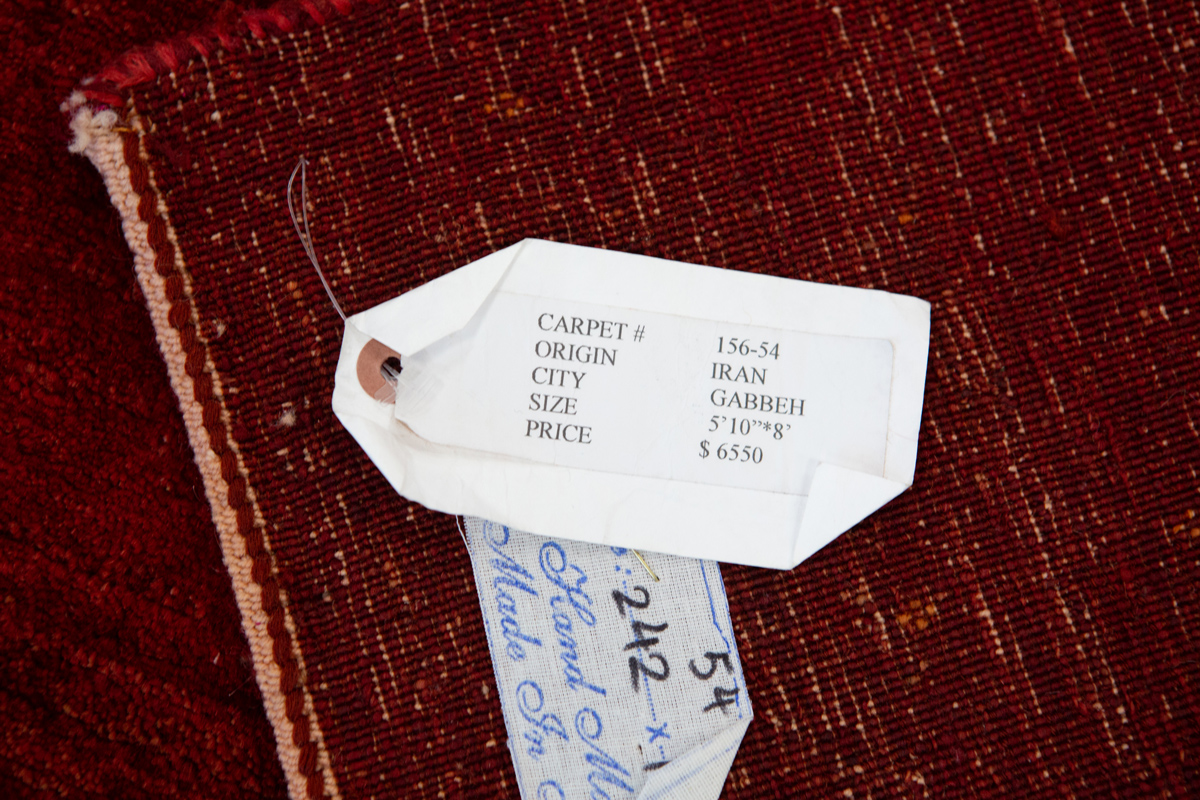 CARPET # 156-54
ORIGIN IRAN
CITY GABBEH
SIZE 5'10"*8'
PRICE $ 6550
54
: 242 x
Hand
Made In